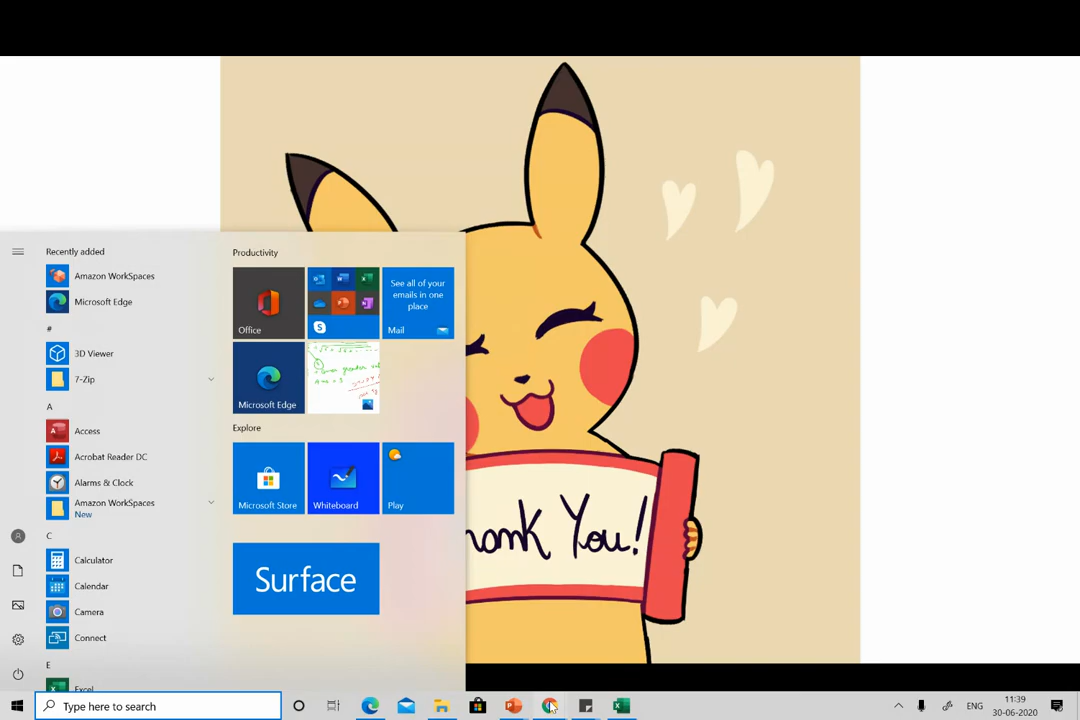 Recently added
Amazon WorkSpaces
Microsoft Edge
#
3D Viewer
7-Zip
A
Access
Acrobat Reader DC
Alarms & Clock
Amazon WorkSpaces
New
C
Calculator
Calendar
Camera
Connect
E
Excel
Productivity
Office
See all of your
emails in one
place
Mail
Microsoft Edge
Explore
Microsoft Store
Whiteboard
Play
Surface
You!
Type here to search
ENG
11:39
30-06-2020